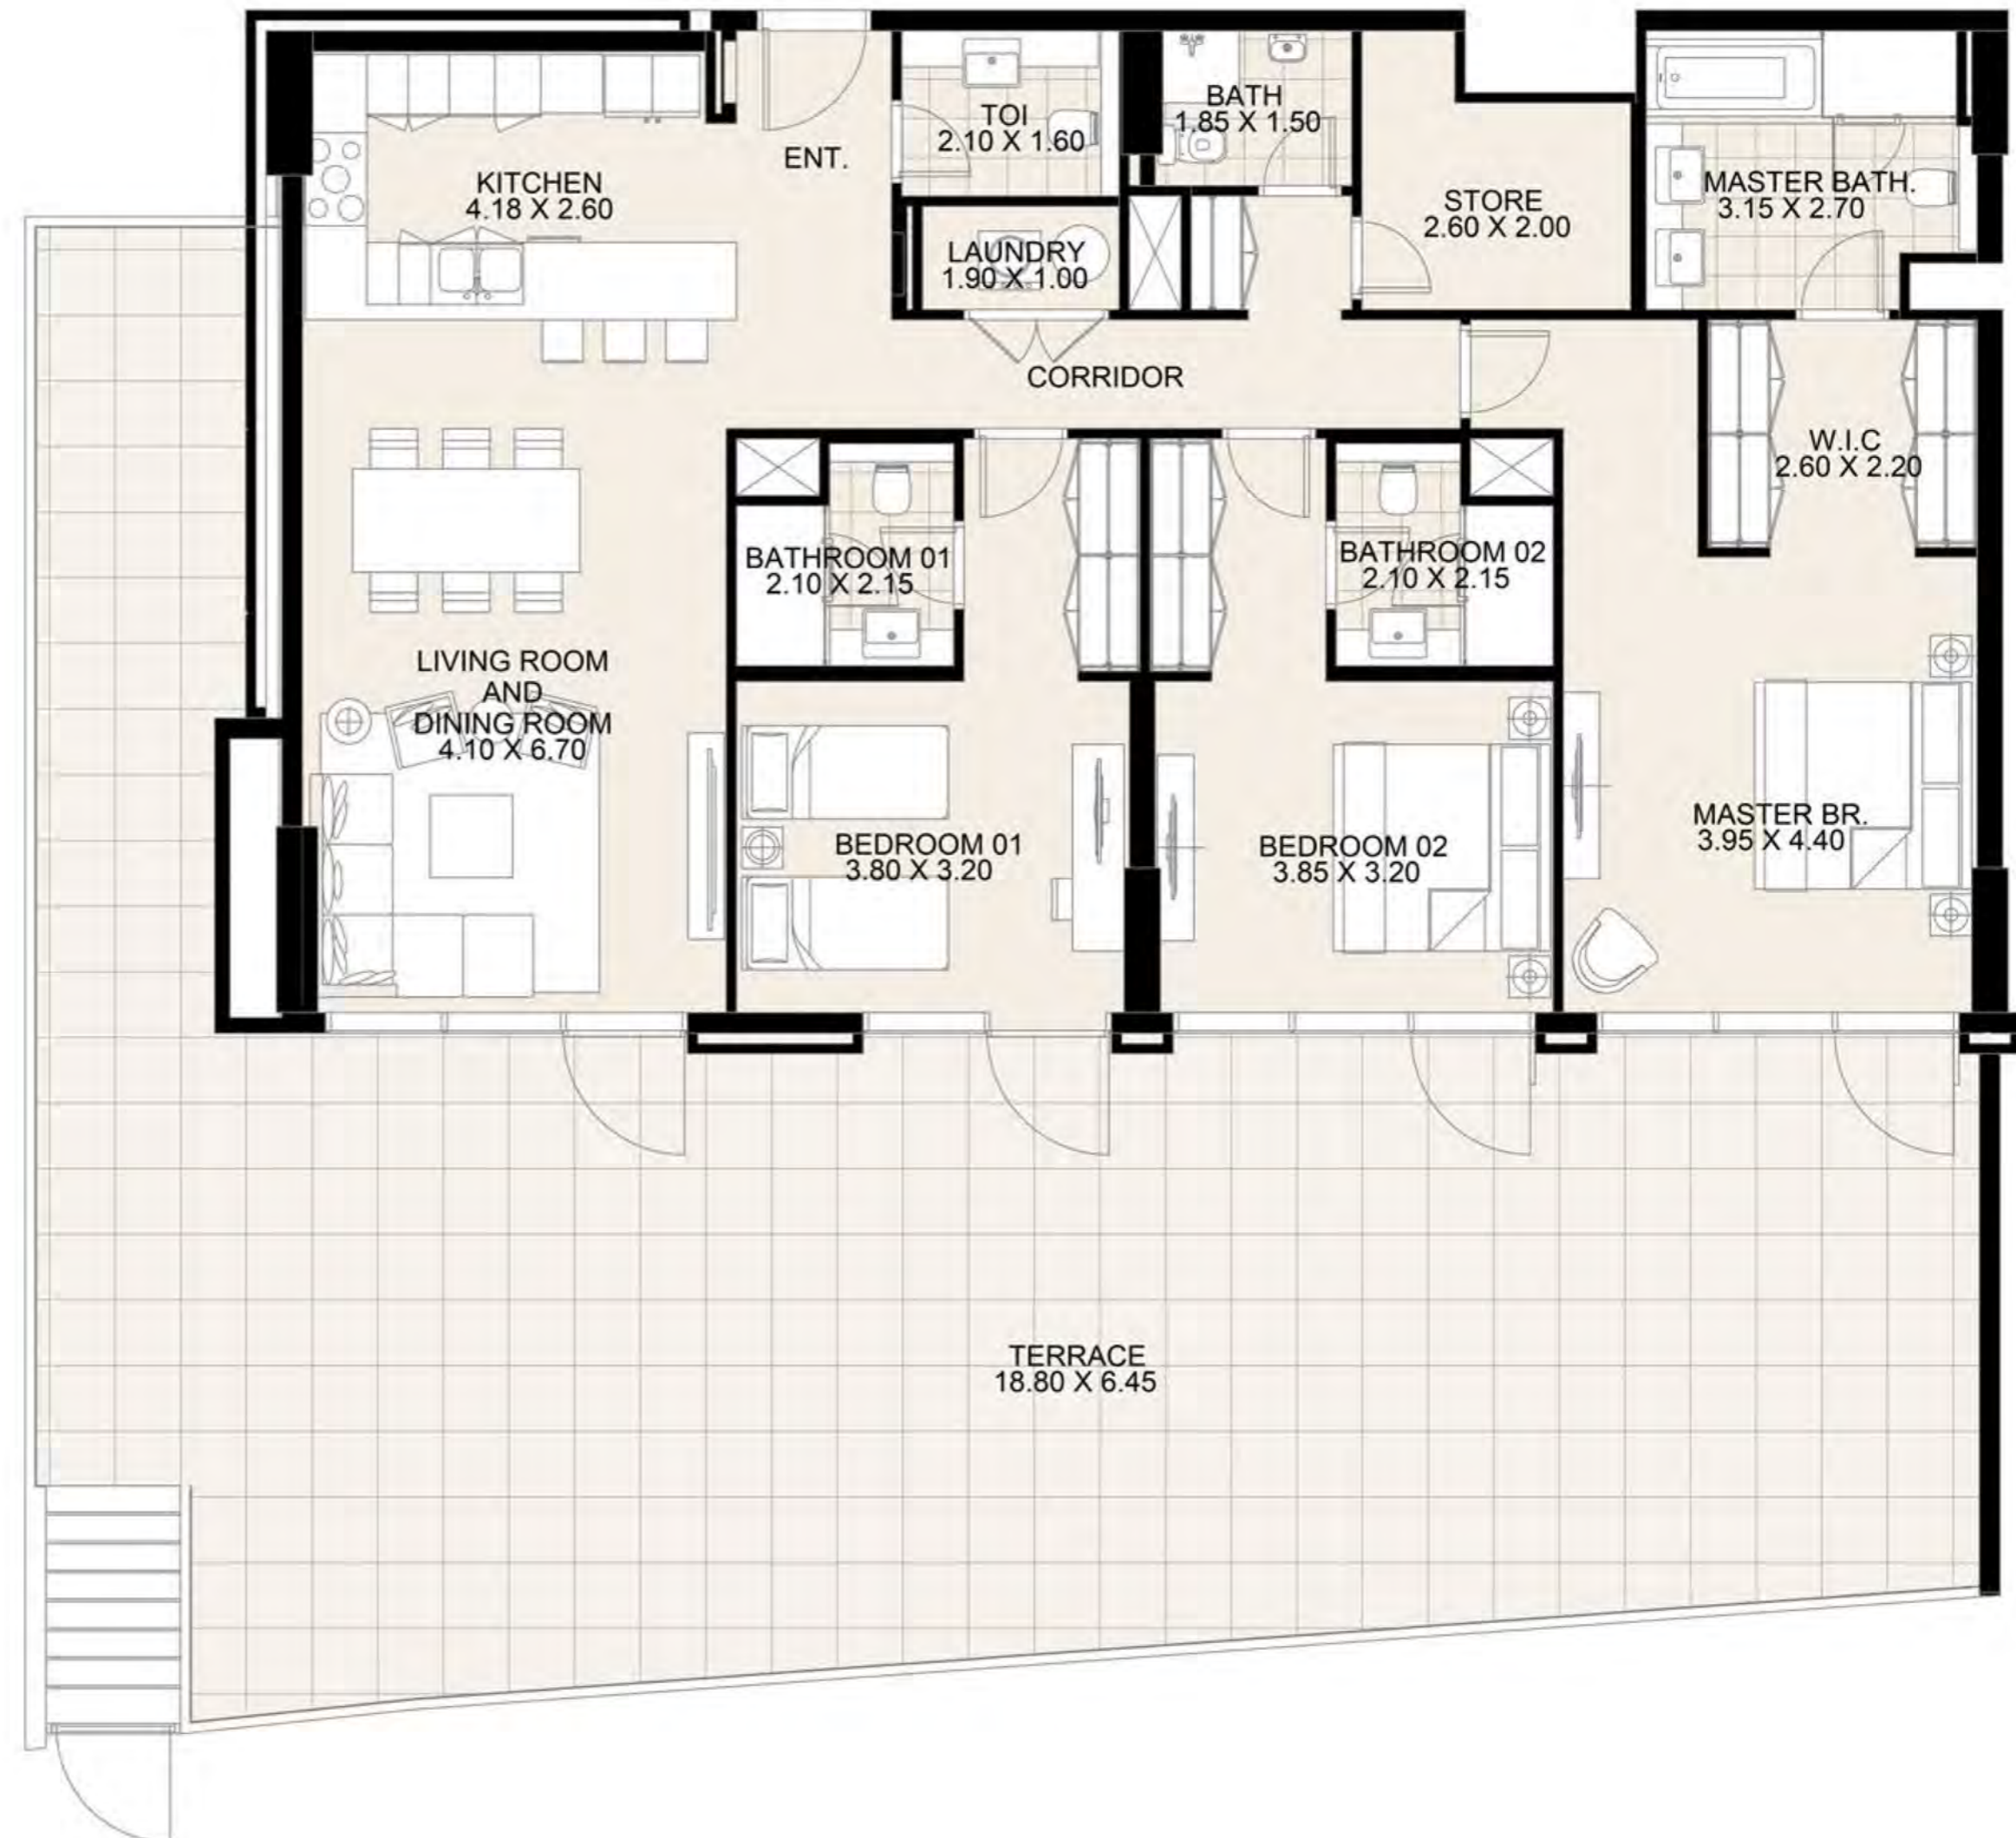 TOI
2.10 X 1.60
BATH
1.85 X 1.50
ENT.
KITCHEN
4.18 X 2.60
STORE
2.60 X 2.00
MASTER BATH.
3.15 X 2.70
LAUNDRY
1.90 X 1.00
CORRIDOR
W.I.C
2.60 X 2.20
BATHROOM 01
2.10 X 2.15
BATHROOM 02
2.10 X 2.15
LIVING ROOM
AND
DINING ROOM
4.10 X 6.70
BEDROOM 01
3.80 X 3.20
BEDROOM 02
3.85 X 3.20
MASTER BR.
3.95 X 4.40
TERRACE
18.80 X 6.45